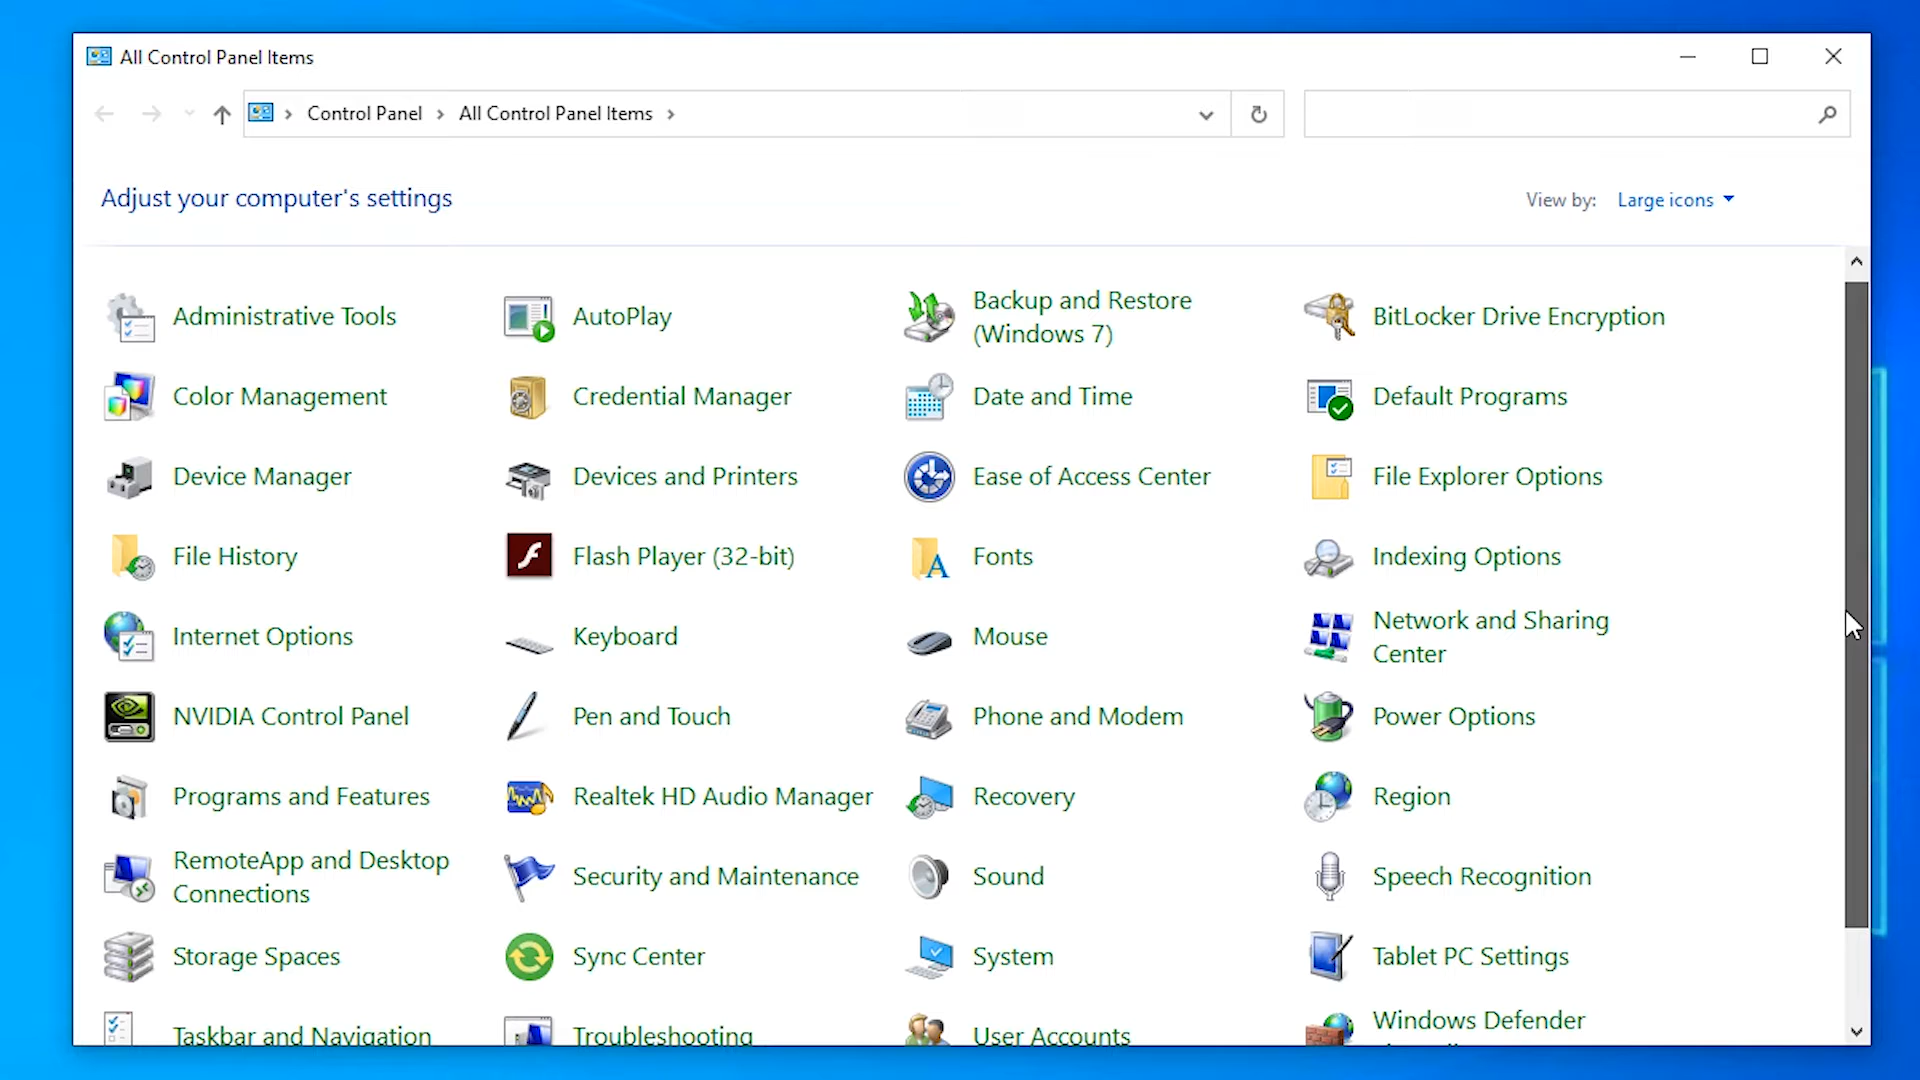 All Control Panel Items
Control Panel
All Control Panel Items
Adjust your computer's settings
View by:
Large icons
Administrative Tools
AutoPlay
Backup and Restore
(Windows 7)
BitLocker Drive Encryption
Color Management
Credential Manager
Date and Time
Default Programs
Device Manager
Devices and Printers
Ease of Access Center
File Explorer Options
File History
Flash Player (32-bit)
Fonts
Indexing Options
Internet Options
Keyboard
Mouse
Network and Sharing
Center
NVIDIA Control Panel
Pen and Touch
Phone and Modem
Power Options
Programs and Features
Realtek HD Audio Manager
Recovery
Region
RemoteApp and Desktop
Connections
Security and Maintenance
Sound
Speech Recognition
Storage Spaces
Sync Center
System
Tablet PC Settings
Taskbar and Navigation
Troubleshooting
User Accounts
Windows Defender